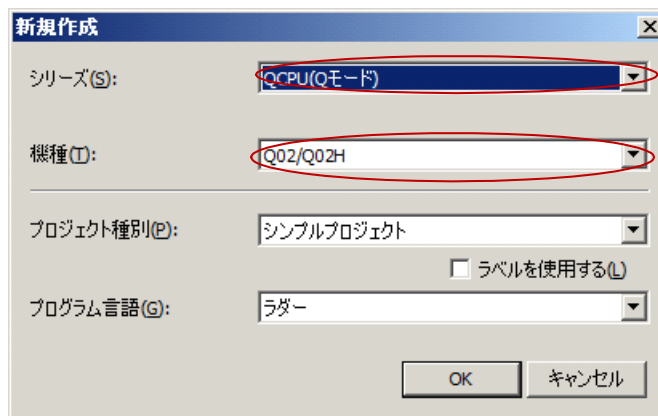 新規作成
シリーズ(S): QCPU(Qモード)
機種(T): Q02/Q02H
プロジェクト種別(P): シンプルプロジェクト
ラベルを使用する(L)
プログラム言語(G): ラダー
OK キャンセル